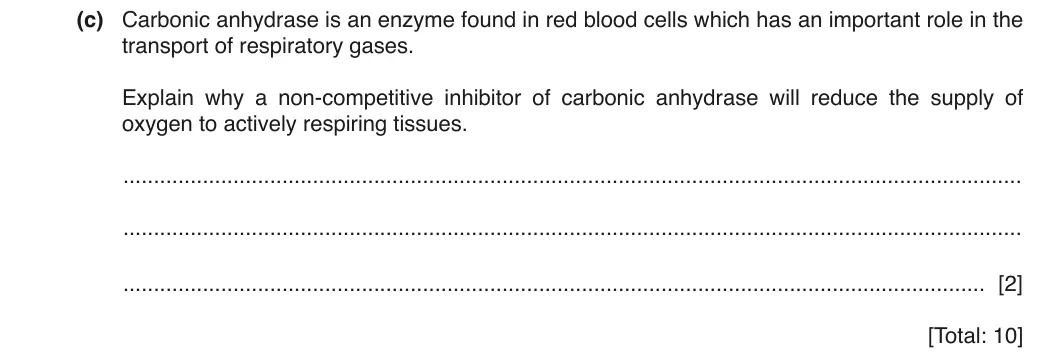 (c) Carbonic anhydrase is an enzyme found in red blood cells which has an important role in the
transport of respiratory gases.
Explain why a non-competitive inhibitor of carbonic anhydrase will reduce the supply of
oxygen to actively respiring tissues.
..........................................................................................................................................................
..........................................................................................................................................................
.................................................................................................................................................... [2]
[Total: 10]